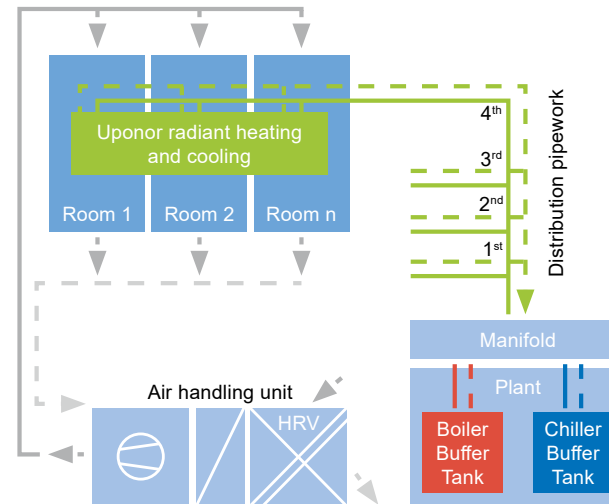 Uponor radiant heating
and cooling
Room 1
Room 2
Room n
4th
3rd
2nd
1st
Distribution pipework
Manifold
Plant
Boiler
Buffer
Tank
Chiller
Buffer
Tank
Air handling unit
HRV